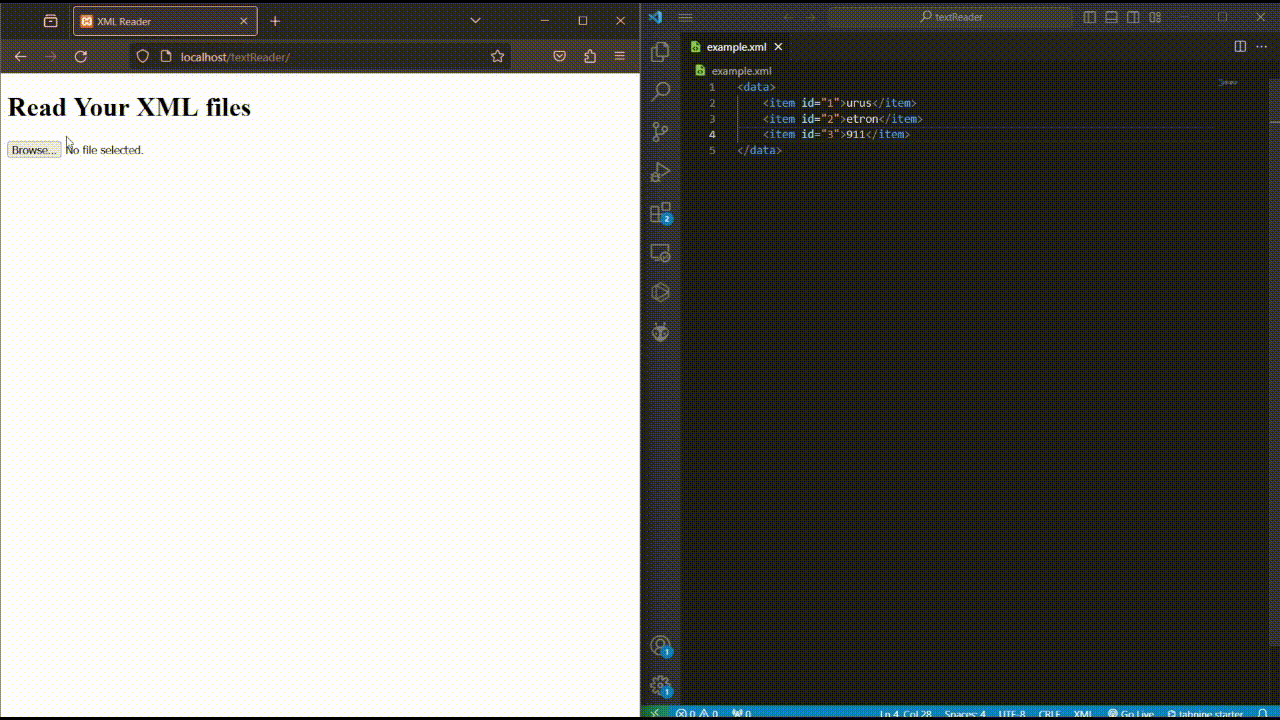 XML Reader
localhost/textReader/
Read Your XML files
Browse... No file selected.
textReader
example.xml
example.xml
1 <data>
2 <item id="1">urus</item>
3 <item id="2">etron</item>
4 <item id="3">911</item>
5 </data>
2
1
1
0 0 0 Ln 4, Col 28 Spaces: 4 UTF-8 CRLF XML Go Live tabnine starter